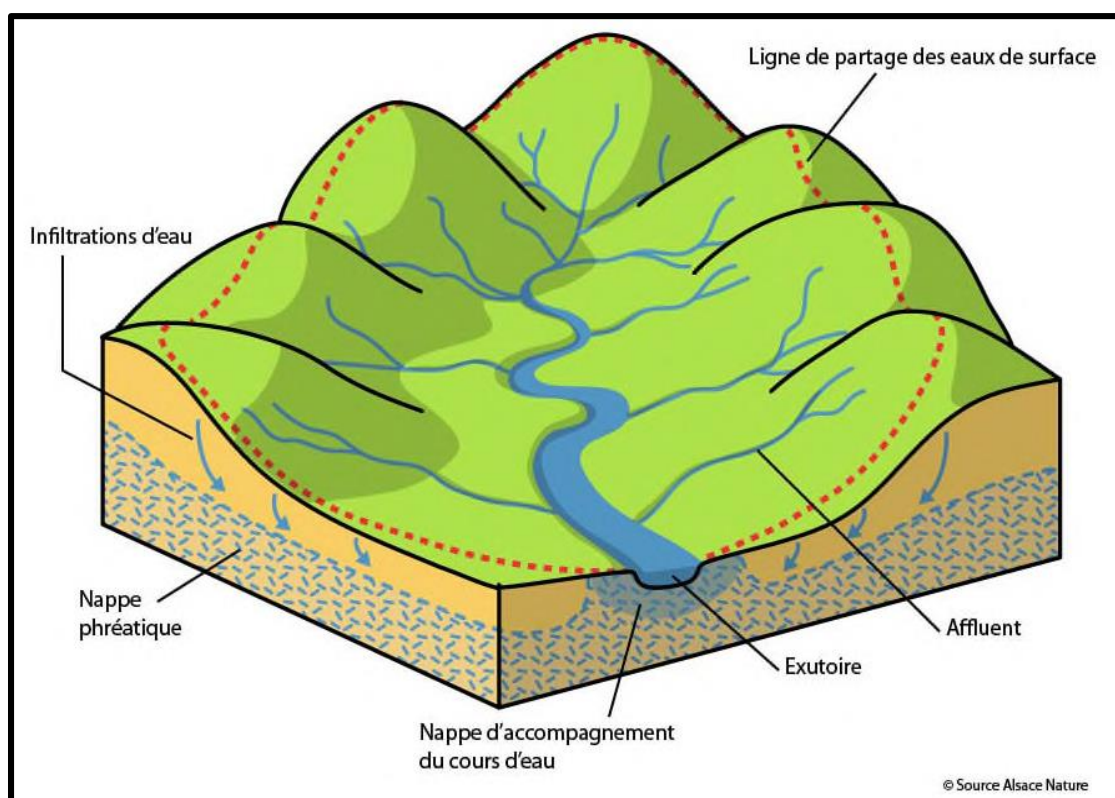 Ligne de partage des eaux de surface
Infiltrations d'eau
Nappe
phréatique
Affluent
Exutoire
Nappe d'accompagnement
du cours d'eau
© Source Alsace Nature